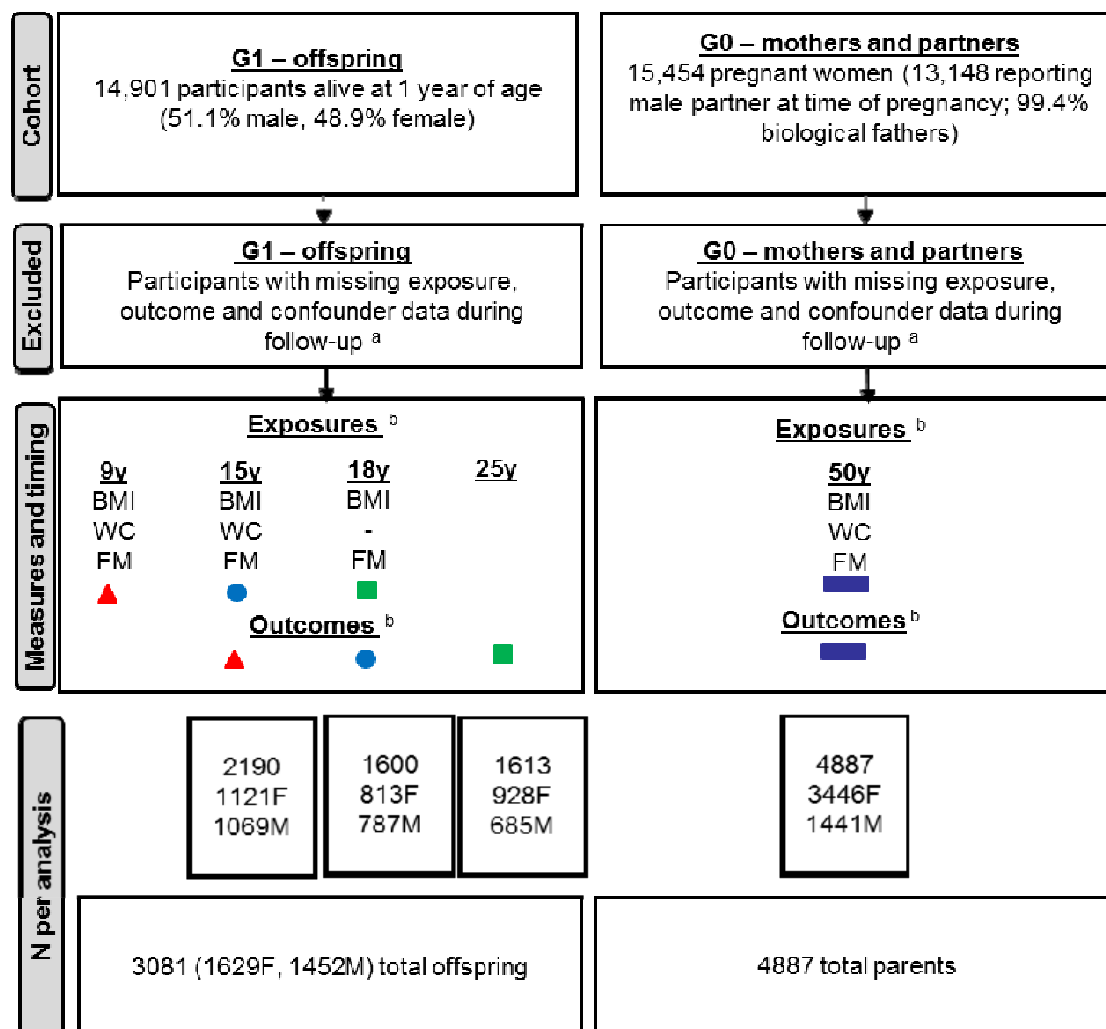 Cohort
G1 – offspring
14,901 participants alive at 1 year of age
(51.1% male, 48.9% female)
G0 – mothers and partners
15,454 pregnant women (13,148 reporting
male partner at time of pregnancy; 99.4%
biological fathers)
Excluded
G1 – offspring
Participants with missing exposure,
outcome and confounder data during
follow-up a
G0 – mothers and partners
Participants with missing exposure,
outcome and confounder data during
follow-up a
Measures and timing
Exposures b
9y 15y 18y 25y
BMI BMI BMI
WC WC -
FM FM FM
Outcomes b
Exposures b
50y
BMI
WC
FM
Outcomes b
N per analysis
2190
1121F
1069M
1600
813F
787M
1613
928F
685M
4887
3446F
1441M
3081 (1629F, 1452M) total offspring
4887 total parents